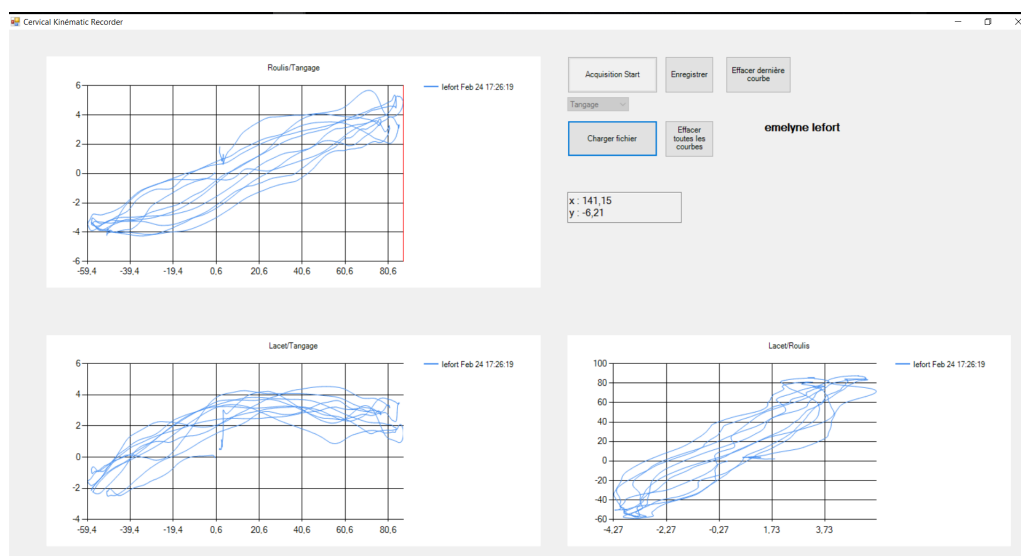 Cervical Kinématic Recorder
Roulis/Tangage
lefort Feb 24 17:26:19
6
4
2
0
-2
-4
-6
-59,4 -39,4 -19,4 0,6 20,6 40,6 60,6 80,6
Acquisition Start
Enregistrer
Effacer dernière
courbe
Tangage
Charger fichier
Effacer
toutes les
courbes
emelyne lefort
x : 141,15
y : -6,21
Lacet/Tangage
lefort Feb 24 17:26:19
6
4
2
0
-2
-4
-59,4 -39,4 -19,4 0,6 20,6 40,6 60,6 80,6
Lacet/Roulis
lefort Feb 24 17:26:19
100
80
60
40
20
0
-20
-40
-60
-4,27 -2,27 -0,27 1,73 3,73